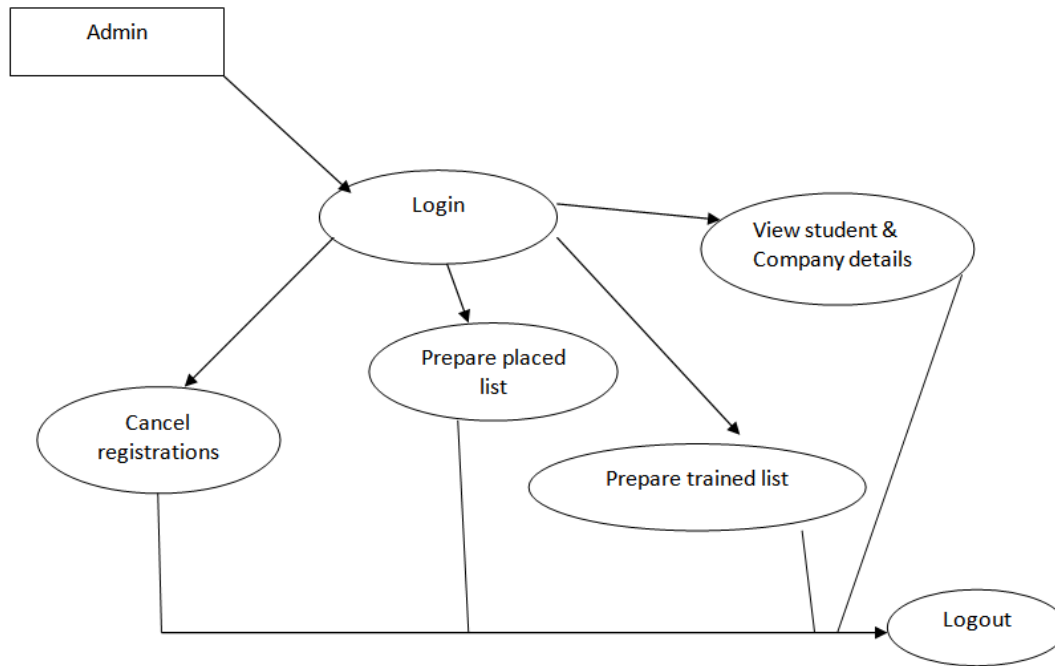 Admin
Login
View student &
Company details
Prepare placed
list
Cancel
registrations
Prepare trained list
Logout